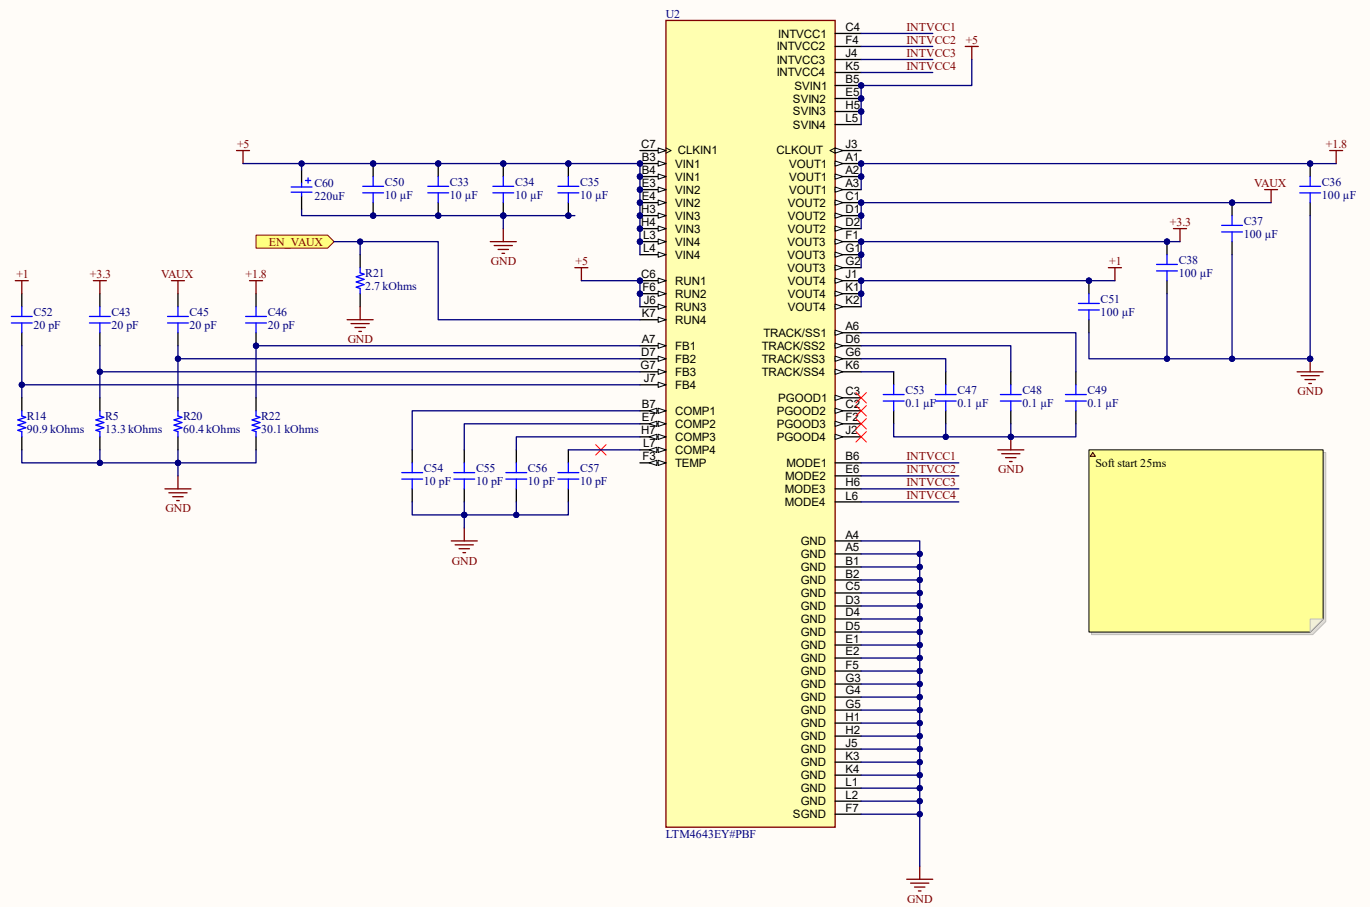 U2
INTVCC1 C4 INTVCC1
INTVCC2 F4 INTVCC2
INTVCC3 J4 INTVCC3
INTVCC4 K5 INTVCC4
+5
SVIN1 B5
SVIN2 E5
SVIN3 H5
SVIN4 L5
+5
C7 CLKIN1
B3 VIN1
B4 VIN1
E3 VIN2
E4 VIN2
H3 VIN3
H4 VIN3
L3 VIN4
L4 VIN4
C60
220uF
C50
10 µF
C33
10 µF
C34
10 µF
C35
10 µF
GND
CLKOUT J3
VOUT1 A1
VOUT1 A2
VOUT1 A3
VOUT2 C1
VOUT2 D1
VOUT2 D2
VOUT3 F1
VOUT3 G1
VOUT3 G2
VOUT4 J1
VOUT4 K1
VOUT4 K2
+1.8
VAUX
+3.3
+1
C36
100 µF
C37
100 µF
C38
100 µF
C51
100 µF
GND
EN_VAUX
R21
2.7 kOhms
GND
+5
C6 RUN1
F6 RUN2
J6 RUN3
K7 RUN4
+1
+3.3
VAUX
+1.8
C52
20 pF
C43
20 pF
C45
20 pF
C46
20 pF
A7 FB1
D7 FB2
G7 FB3
J7 FB4
R14
90.9 kOhms
R5
13.3 kOhms
R20
60.4 kOhms
R22
30.1 kOhms
GND
B7 COMP1
E7 COMP2
H7 COMP3
L7 COMP4
F3 TEMP
C54
10 pF
C55
10 pF
C56
10 pF
C57
10 pF
GND
TRACK/SS1 A6
TRACK/SS2 D6
TRACK/SS3 G6
TRACK/SS4 K6
C53
0.1 µF
C47
0.1 µF
C48
0.1 µF
C49
0.1 µF
GND
PGOOD1 C3
PGOOD2 C2
PGOOD3 F2
PGOOD4 J2
MODE1 B6 INTVCC1
MODE2 E6 INTVCC2
MODE3 H6 INTVCC3
MODE4 L6 INTVCC4
Soft start 25ms
GND A4
GND A5
GND B1
GND B2
GND C5
GND D3
GND D4
GND D5
GND E1
GND E2
GND F5
GND G3
GND G4
GND G5
GND H1
GND H2
GND J5
GND K3
GND K4
GND L1
GND L2
SGND F7
LTM4643EY#PBF
GND